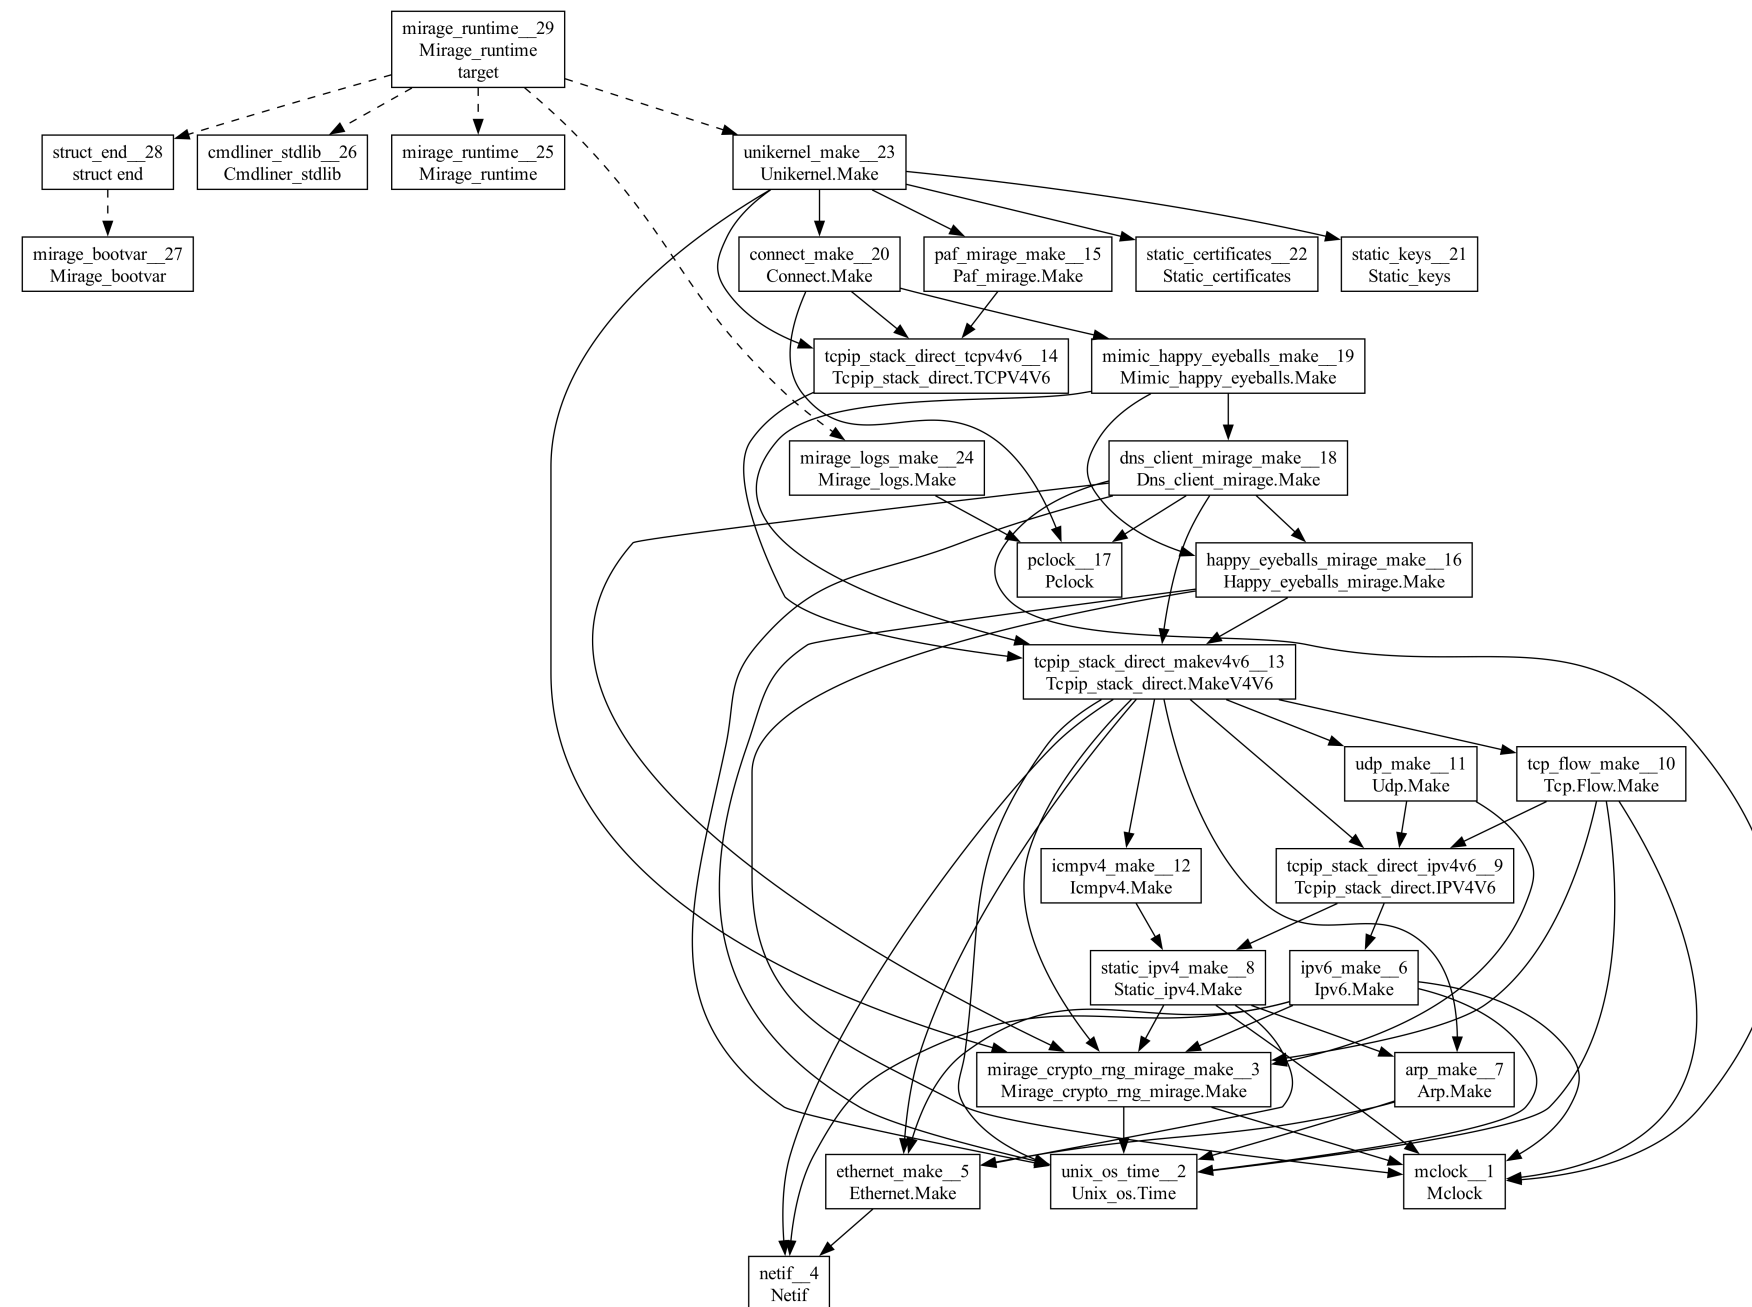 mirage_runtime__29
Mirage_runtime
target
struct_end__28
struct end
cmdliner_stdlib__26
Cmdliner_stdlib
mirage_runtime__25
Mirage_runtime
unikernel_make__23
Unikernel.Make
mirage_bootvar__27
Mirage_bootvar
connect_make__20
Connect.Make
paf_mirage_make__15
Paf_mirage.Make
static_certificates__22
Static_certificates
static_keys__21
Static_keys
tcpip_stack_direct_tcpv4v6__14
Tcpip_stack_direct.TCPV4V6
mimic_happy_eyeballs_make__19
Mimic_happy_eyeballs.Make
mirage_logs_make__24
Mirage_logs.Make
dns_client_mirage_make__18
Dns_client_mirage.Make
pclock__17
Pclock
happy_eyeballs_mirage_make__16
Happy_eyeballs_mirage.Make
tcpip_stack_direct_makev4v6__13
Tcpip_stack_direct.MakeV4V6
udp_make__11
Udp.Make
tcp_flow_make__10
Tcp.Flow.Make
icmpv4_make__12
Icmpv4.Make
tcpip_stack_direct_ipv4v6__9
Tcpip_stack_direct.IPV4V6
static_ipv4_make__8
Static_ipv4.Make
ipv6_make__6
Ipv6.Make
mirage_crypto_rng_mirage_make__3
Mirage_crypto_rng_mirage.Make
arp_make__7
Arp.Make
ethernet_make__5
Ethernet.Make
unix_os_time__2
Unix_os.Time
mclock__1
Mclock
netif__4
Netif